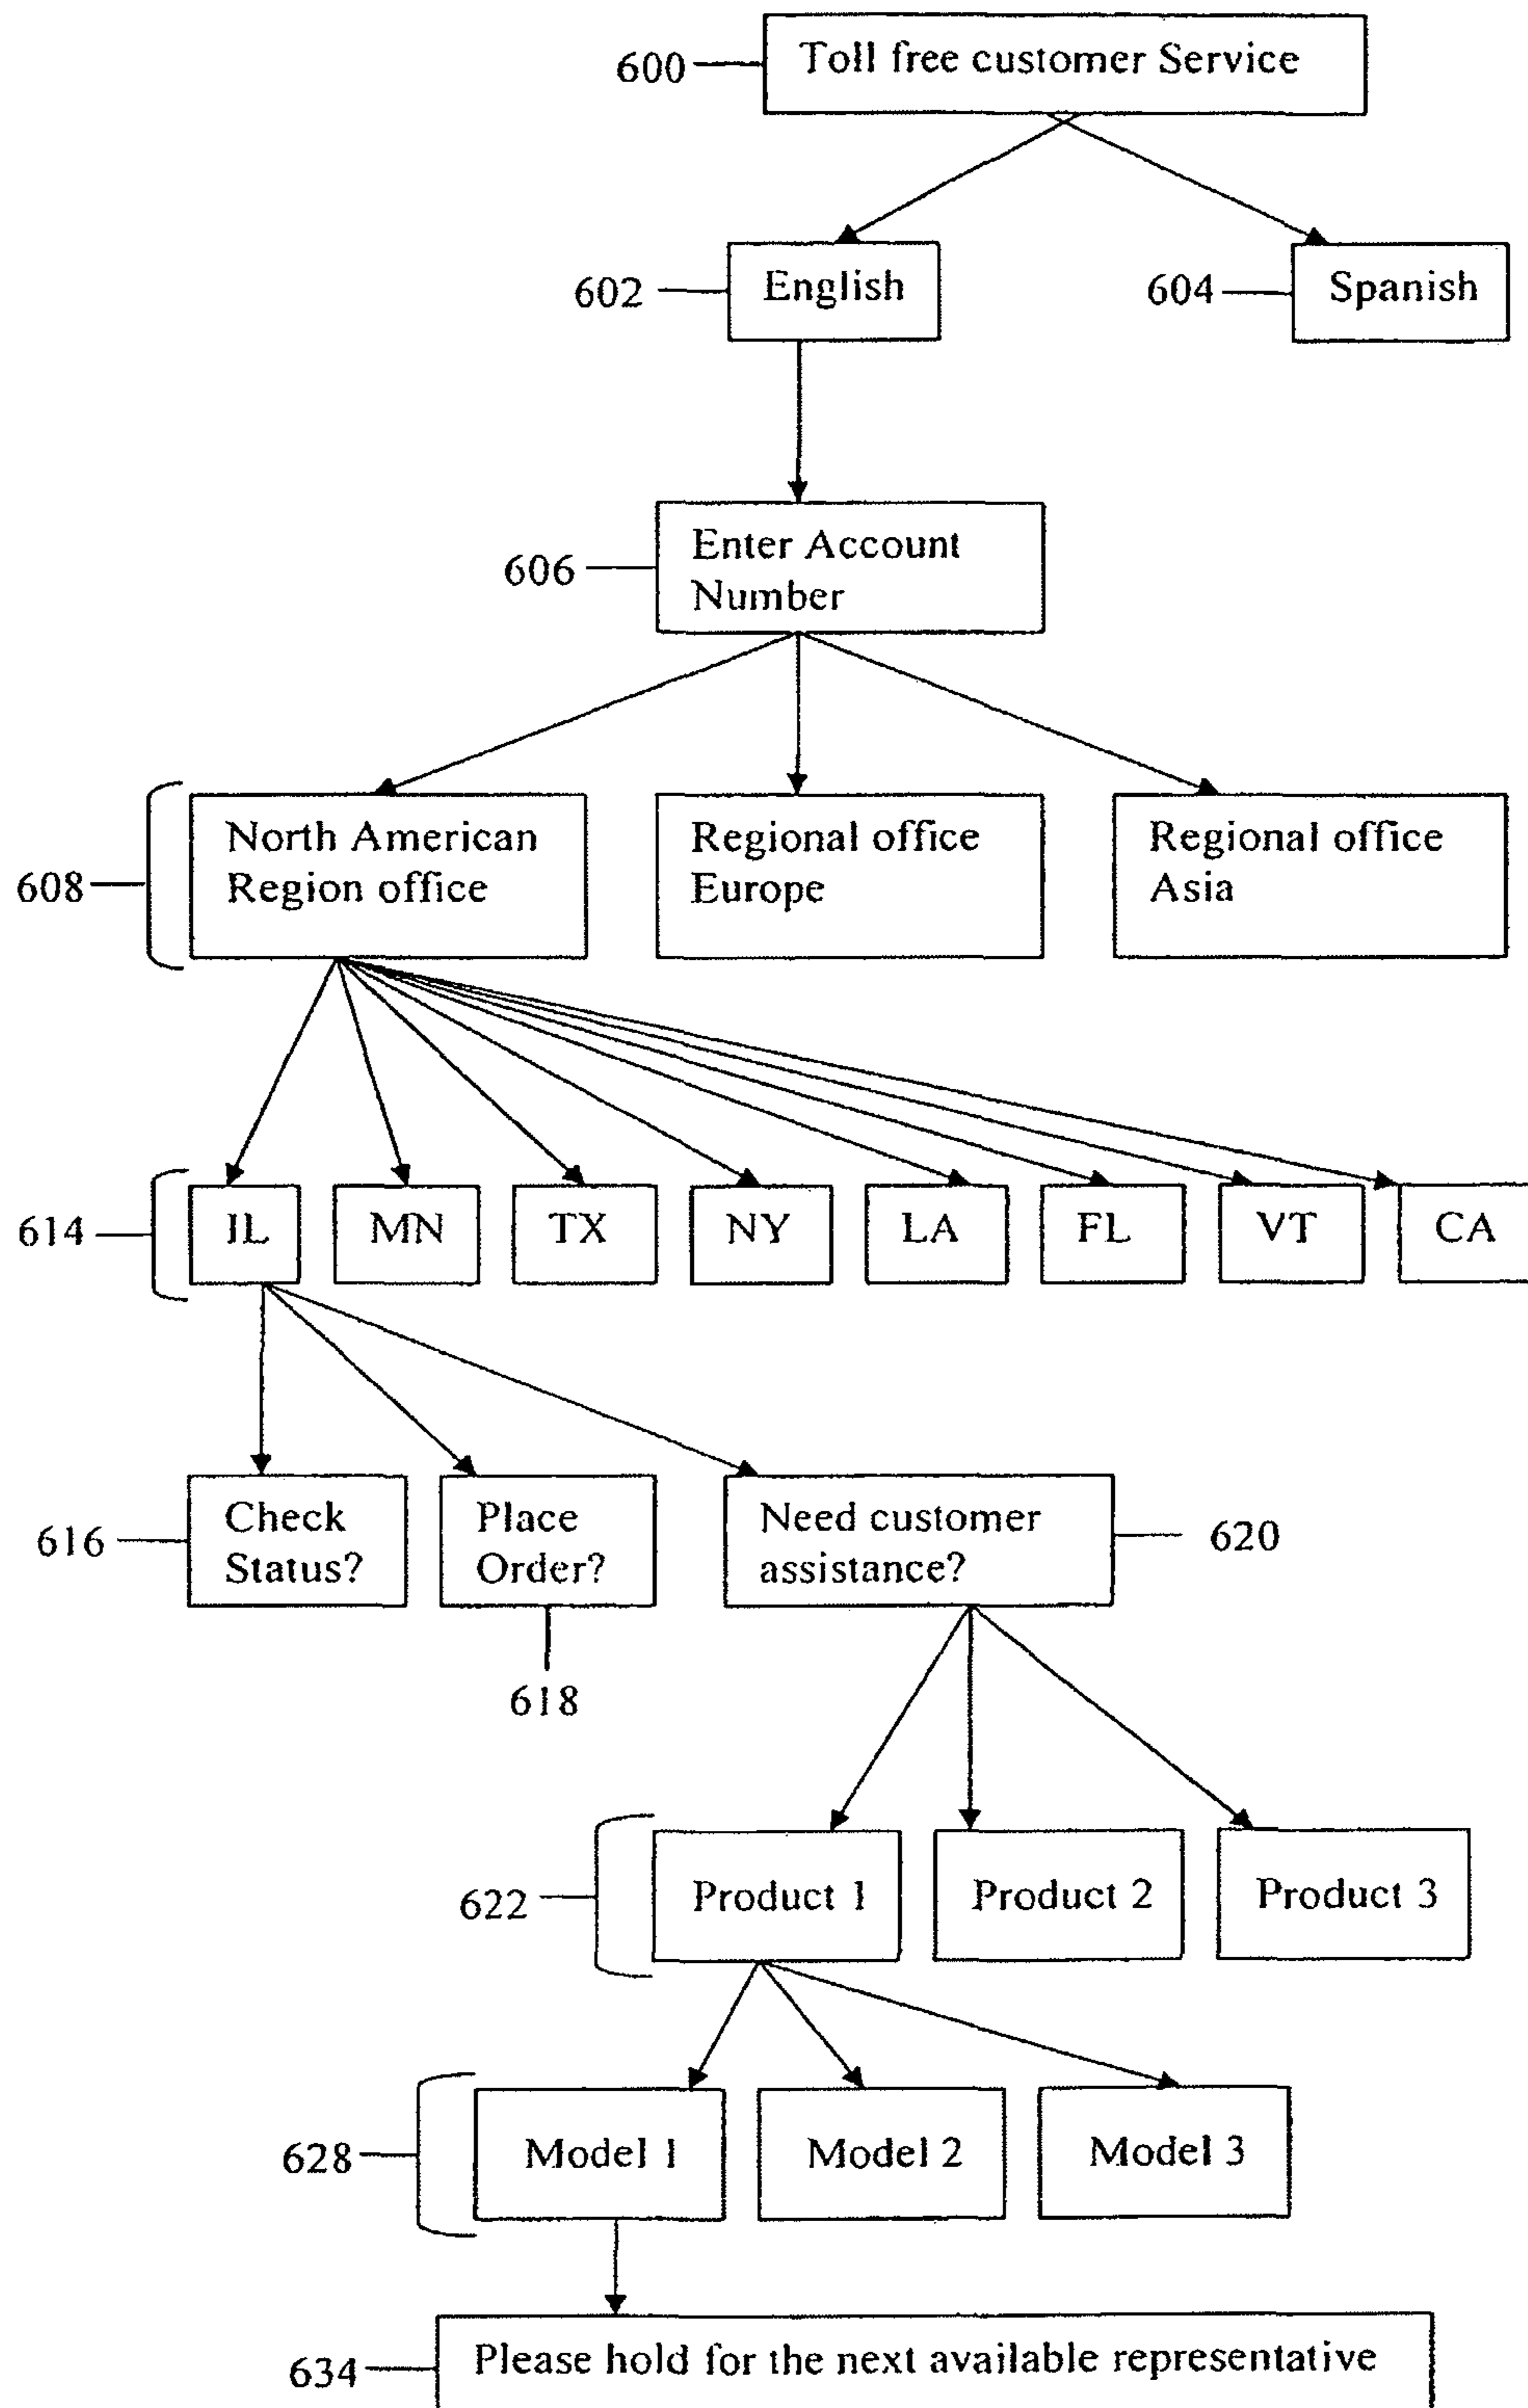 600
Toll free customer Service
602
English
604
Spanish
606
Enter Account
Number
608
North American
Region office
Regional office
Europe
Regional office
Asia
614
IL
MN
TX
NY
LA
FL
VT
CA
616
Check
Status?
Place
Order?
Need customer
assistance?
620
618
622
Product 1
Product 2
Product 3
628
Model 1
Model 2
Model 3
634
Please hold for the next available representative